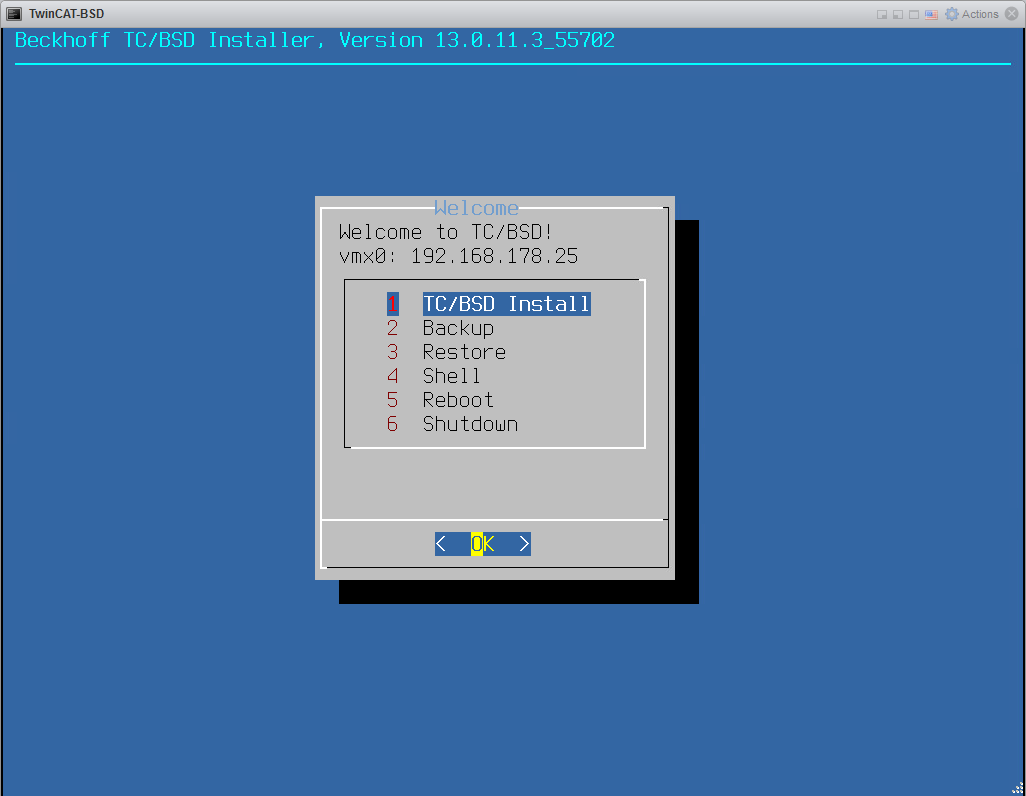 TwinCAT-BSD
Actions
Beckhoff TC/BSD Installer, Version 13.0.11.3_55702
Welcome
Welcome to TC/BSD!
vmx0: 192.168.178.25
1 TC/BSD Install
2 Backup
3 Restore
4 Shell
5 Reboot
6 Shutdown
< OK >